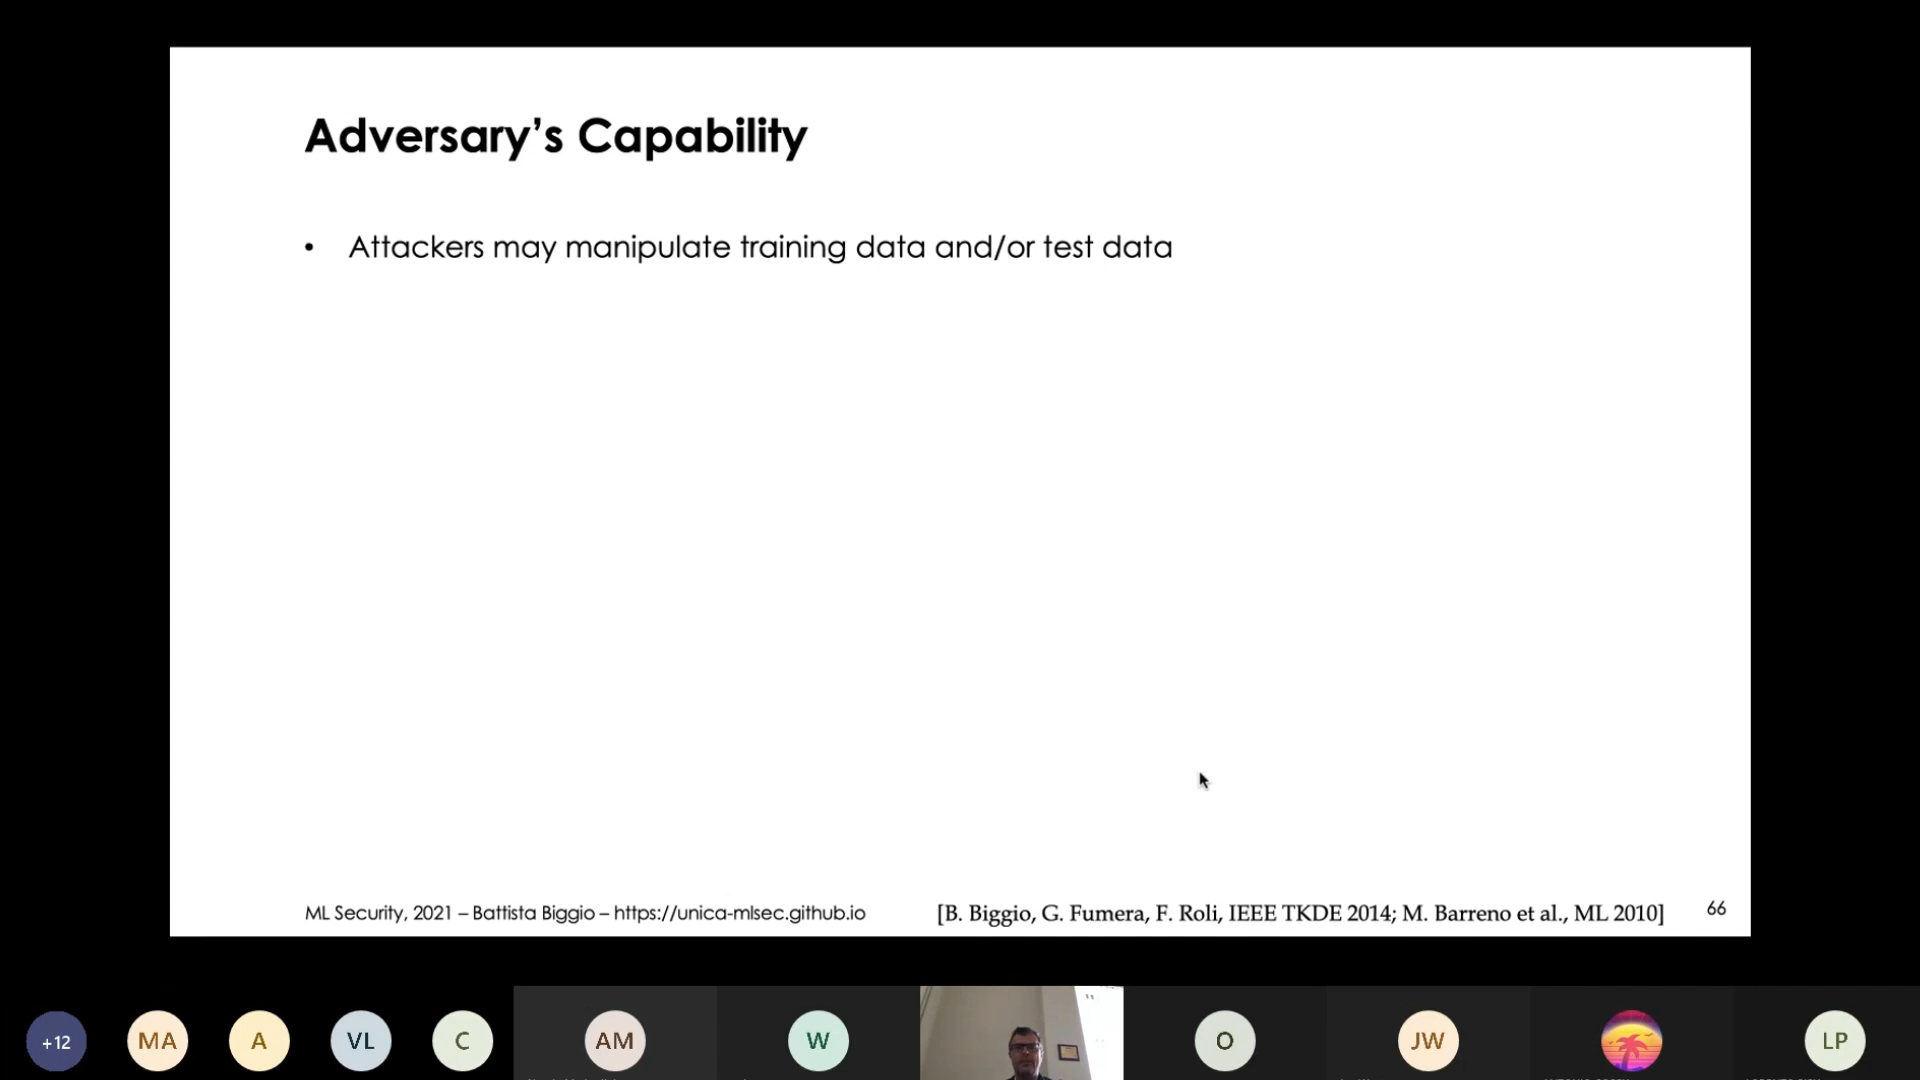 Adversary’s Capability
• Attackers may manipulate training data and/or test data
ML Security, 2021 – Battista Biggio – https://unica-mlsec.github.io
[B. Biggio, G. Fumera, F. Roli, IEEE TKDE 2014; M. Barreno et al., ML 2010]
66
+12
MA
A
VL
C
AM
W
O
JW
LP